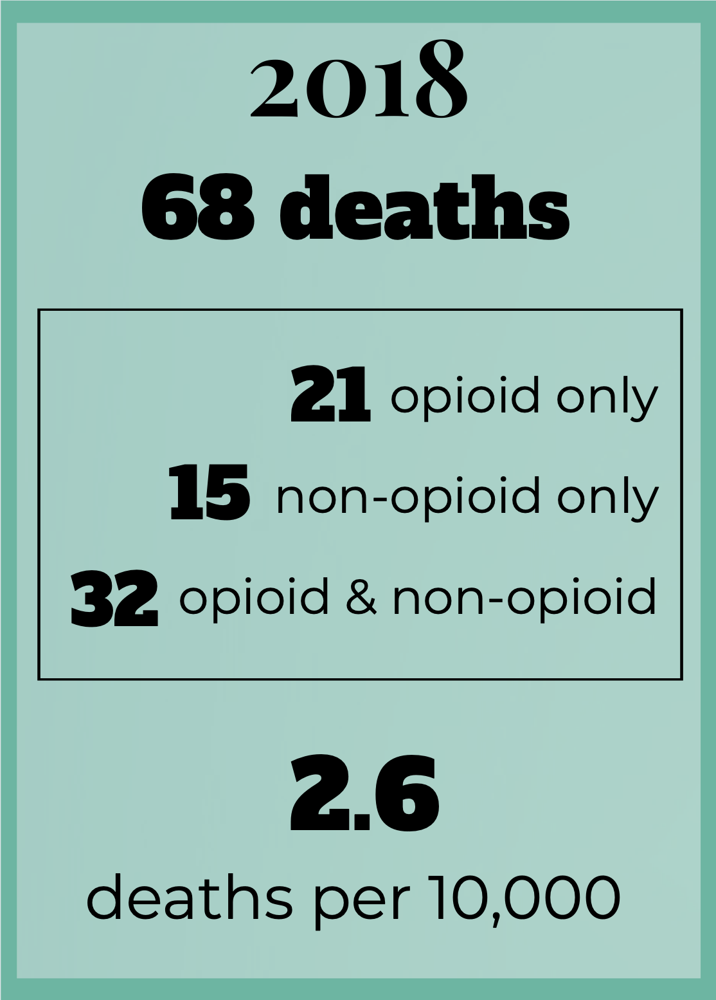 2018
68 deaths
21 opioid only
15 non-opioid only
32 opioid & non-opioid
2.6
deaths per 10,000